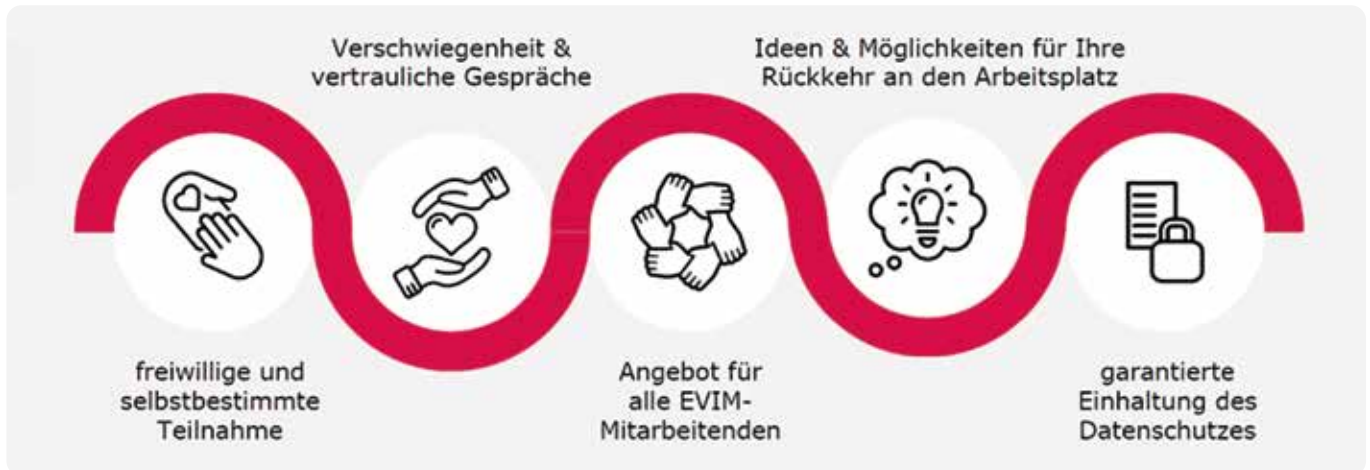 Verschwiegenheit &
vertrauliche Gespräche
Ideen & Möglichkeiten für Ihre
Rückkehr an den Arbeitsplatz
freiwillige und
selbstbestimmte
Teilnahme
Angebot für
alle EVIM-
Mitarbeitenden
garantierte
Einhaltung des
Datenschutzes